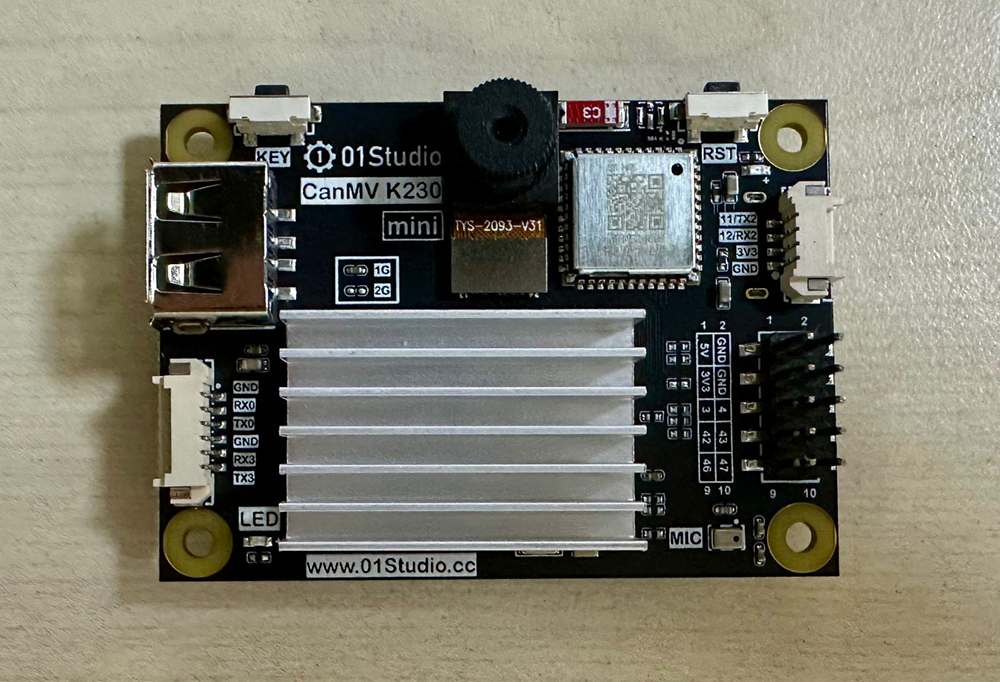 KEY
01Studio
CanMV K230
mini
TYS-2093-V31
C3
RST
+
11/TX2
12/RX2
3V3
GND
1G
2G
1 2
1 2
5V GND
3V3 GND
3 4
42 43
46 47
9 10
9 10
GND
RX0
TX0
GND
RX3
TX3
LED
MIC
www.01Studio.cc